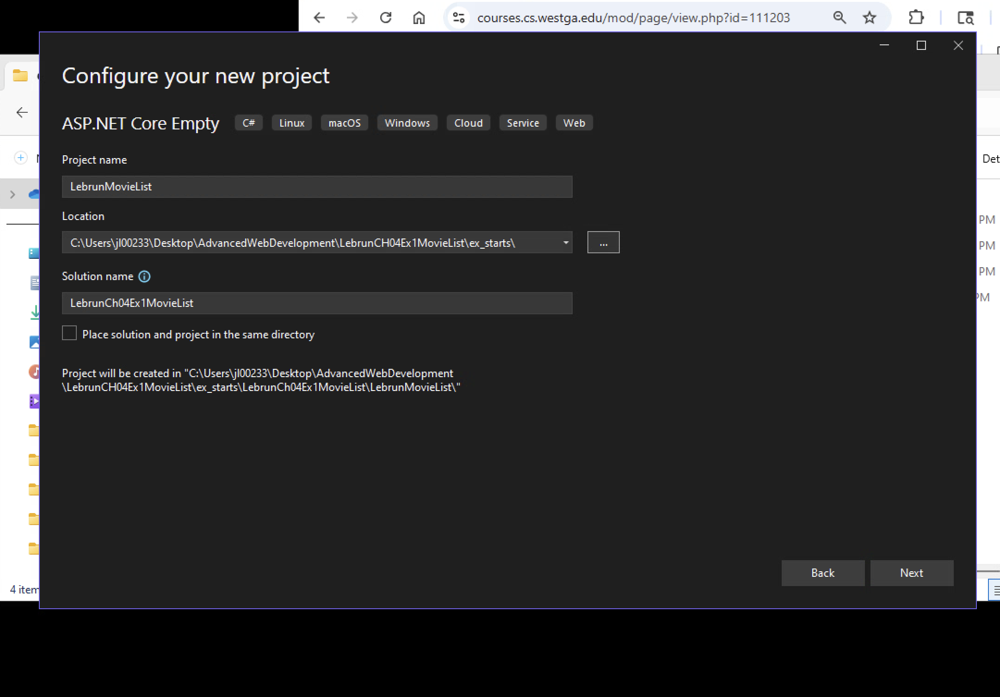 courses.cs.westga.edu/mod/page/view.php?id=111203
Configure your new project
ASP.NET Core Empty C# Linux macOS Windows Cloud Service Web
Project name
LebrunMovieList
Location
C:\Users\jl00233\Desktop\AdvancedWebDevelopment\LebrunCH04Ex1MovieList\ex_starts\
...
Solution name
LebrunCh04Ex1MovieList
Place solution and project in the same directory
Project will be created in "C:\Users\jl00233\Desktop\AdvancedWebDevelopment
\LebrunCH04Ex1MovieList\ex_starts\LebrunCh04Ex1MovieList\LebrunMovieList\"
Back Next
Det
PM
PM
PM
PM
4 item